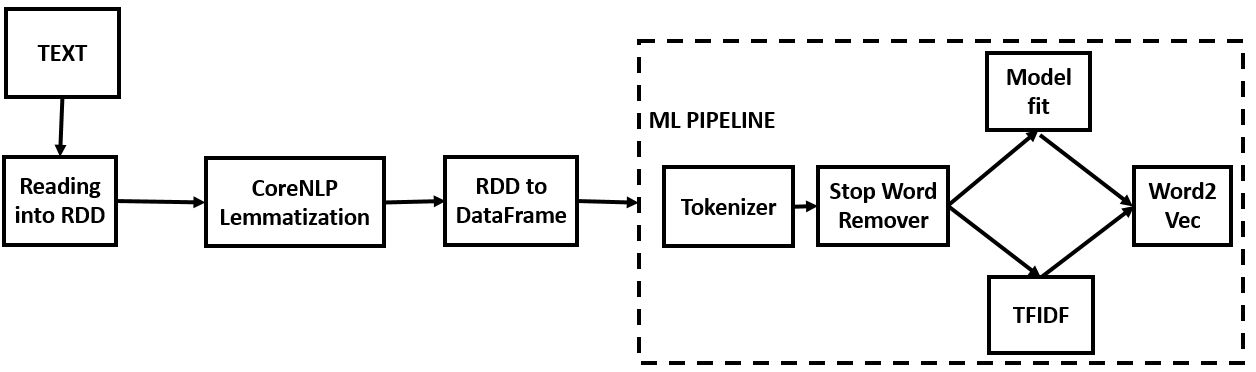 TEXT
Reading
into RDD
CoreNLP
Lemmatization
RDD to
DataFrame
ML PIPELINE
Tokenizer
Stop Word
Remover
Model
fit
TFIDF
Word2
Vec